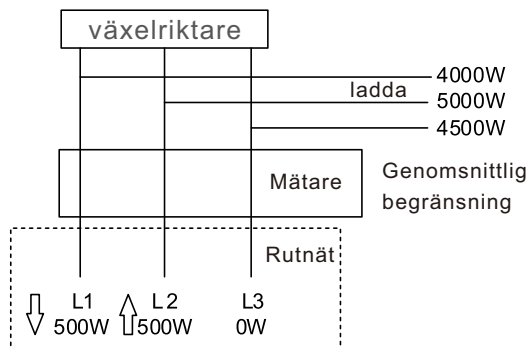 växelriktare
4000W
ladda
5000W
4500W
Mätare
Genomsnittlig
begränsning
Rutnät
L1 L2 L3
500W 500W 0W